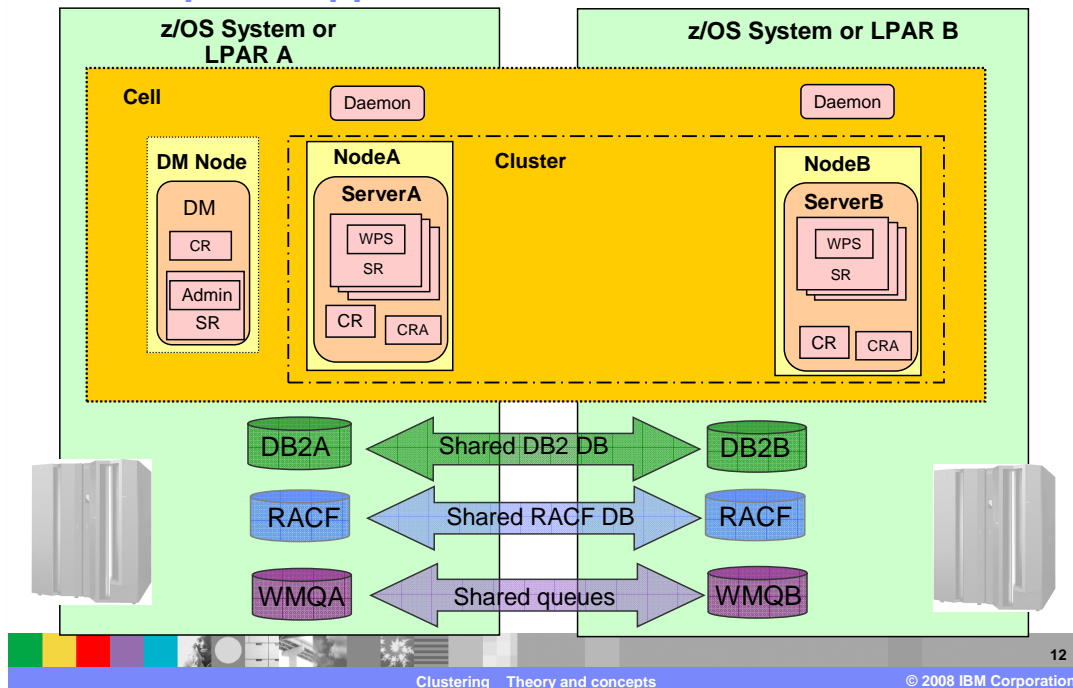 z/OS System or
LPAR A
z/OS System or LPAR B
Cell
Daemon
Daemon
DM Node
DM
CR
Admin
SR
Cluster
NodeA
ServerA
WPS
SR
CR
CRA
NodeB
ServerB
WPS
SR
CR
CRA
DB2A
Shared DB2 DB
DB2B
RACF
Shared RACF DB
RACF
WMQA
Shared queues
WMQB
12
Clustering Theory and concepts
© 2008 IBM Corporation